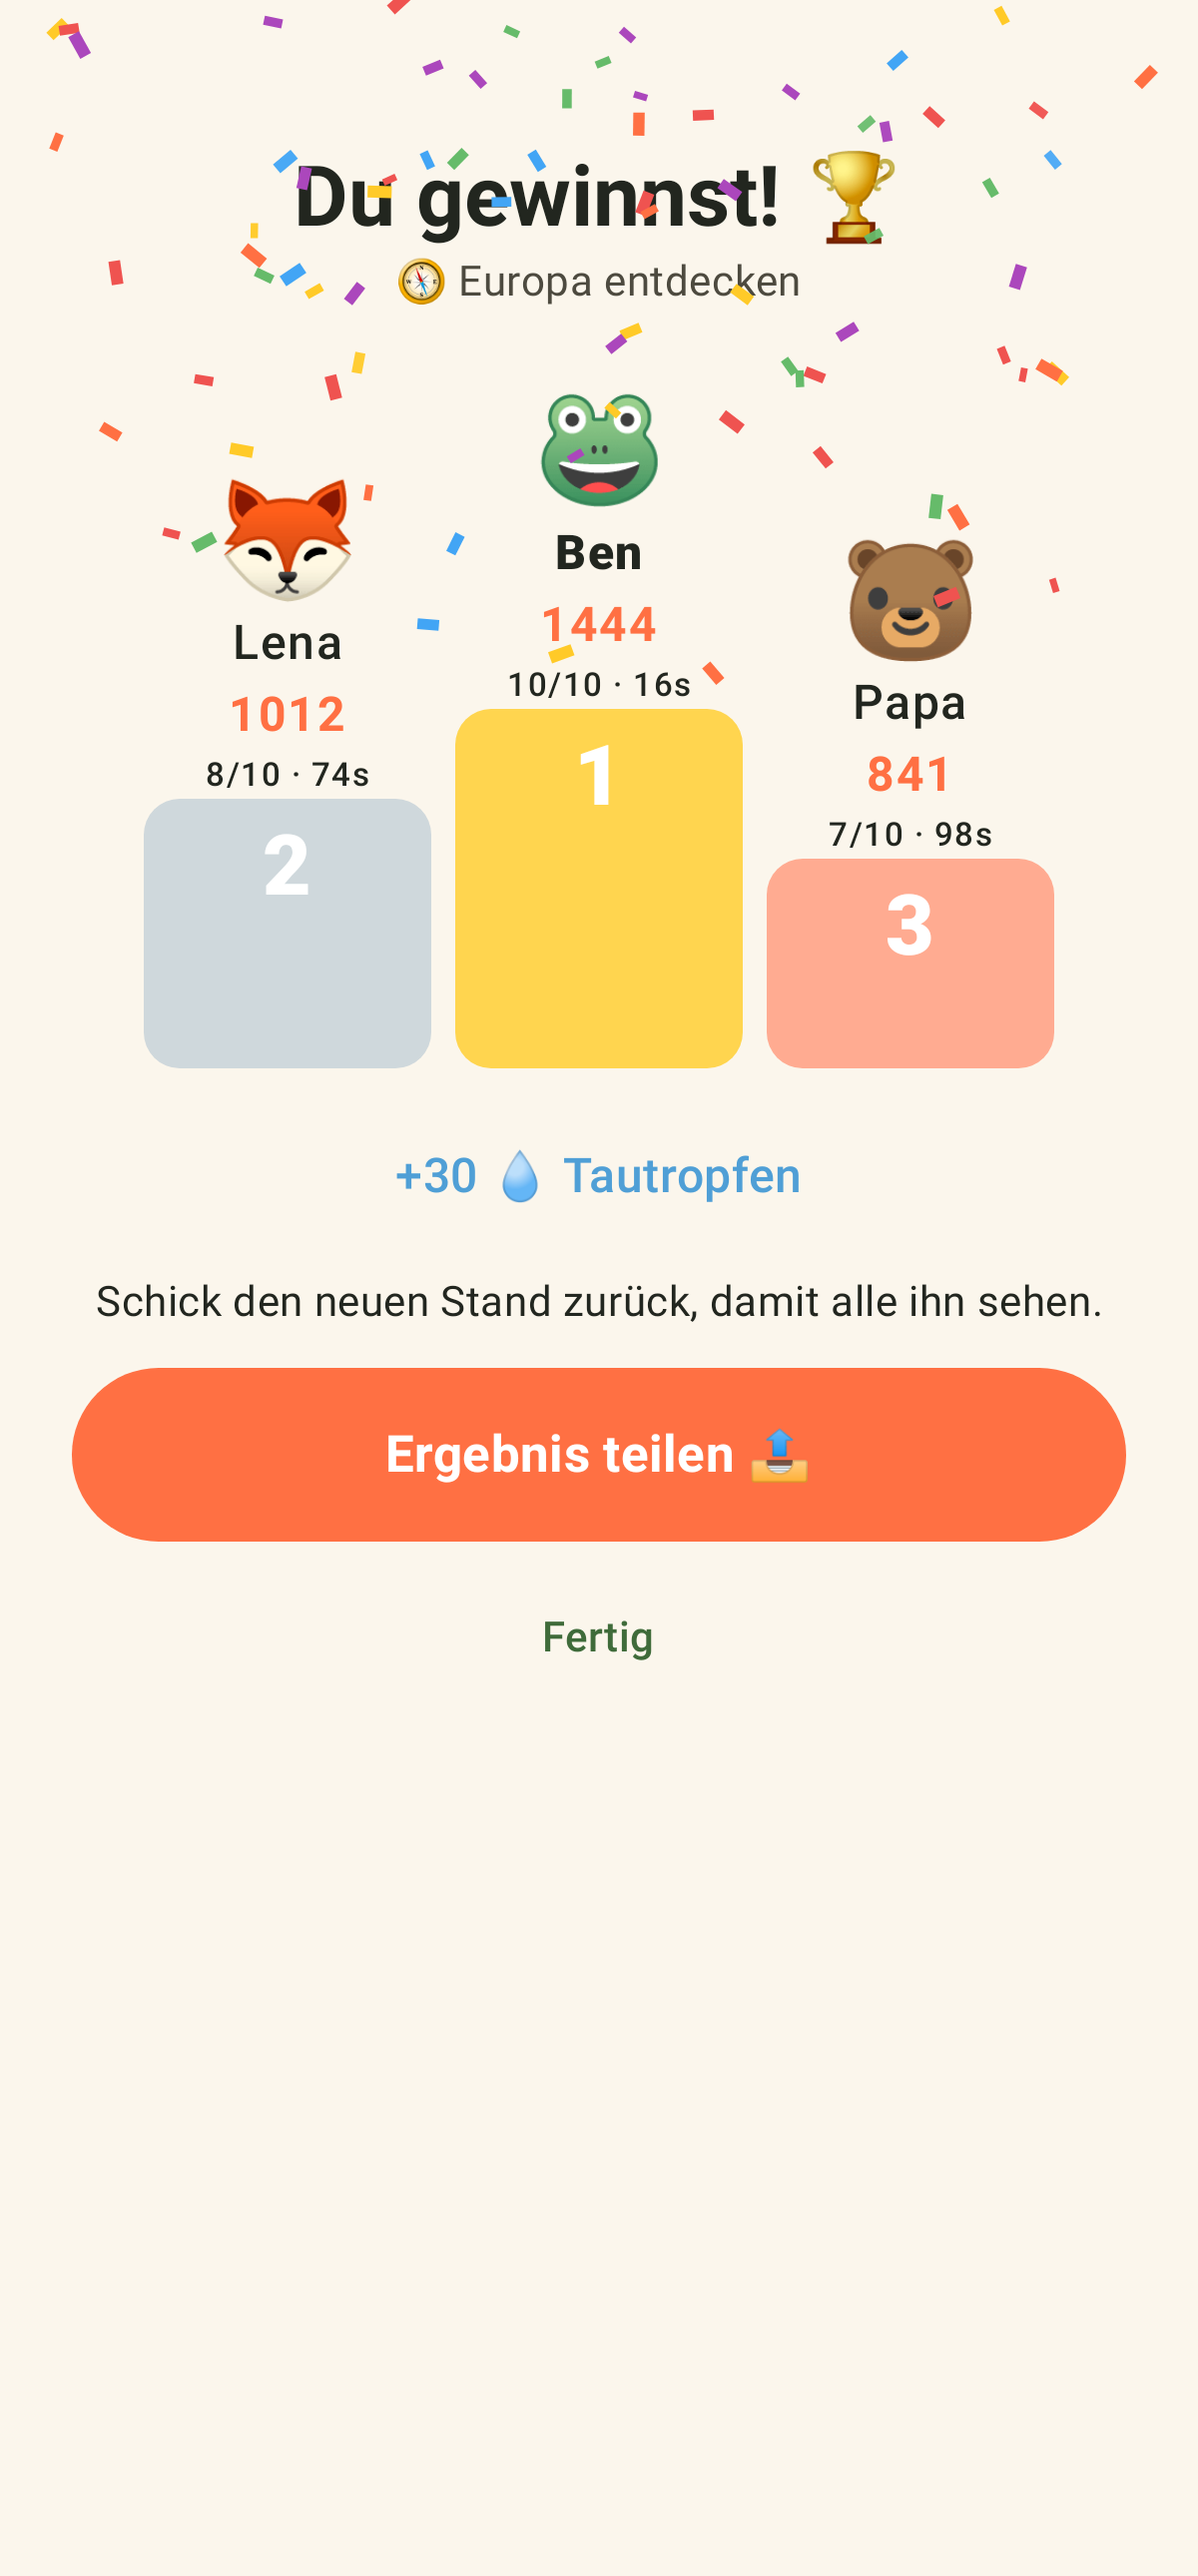 Du gewinnst! 🏆
🧭 Europa entdecken
Ben
1444
10/10 · 16s
1
Lena
1012
8/10 · 74s
2
Papa
841
7/10 · 98s
3
+30 💧 Tautropfen
Schick den neuen Stand zurück, damit alle ihn sehen.
Ergebnis teilen 📤
Fertig